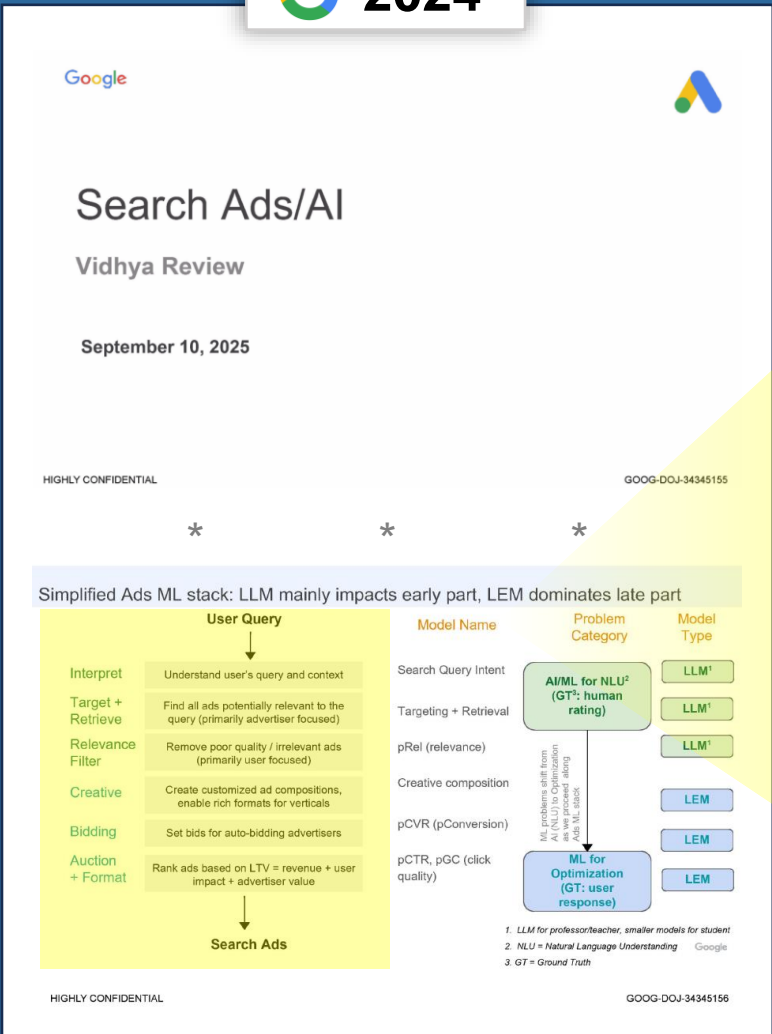 2024
Google
Search Ads/AI
Vidhya Review
September 10, 2025
HIGHLY CONFIDENTIAL
GOOG-DOJ-34345155
* * *
Simplified Ads ML stack: LLM mainly impacts early part, LEM dominates late part
User Query
Interpret
Understand user's query and context
Target +
Retrieve
Find all ads potentially relevant to the
query (primarily advertiser focused)
Relevance
Filter
Remove poor quality / irrelevant ads
(primarily user focused)
Creative
Create customized ad compositions,
enable rich formats for verticals
Bidding
Set bids for auto-bidding advertisers
Auction
+ Format
Rank ads based on LTV = revenue + user
impact + advertiser value
Search Ads
Model Name
Search Query Intent
Targeting + Retrieval
pRel (relevance)
Creative composition
pCVR (pConversion)
pCTR, pGC (click
quality)
Problem
Category
AI/ML for NLU²
(GT³: human
rating)
ML problems shift from
AI (NLU) to Optimization
as we proceed along
Ads ML stack
ML for
Optimization
(GT: user
response)
Model
Type
LLM¹
LLM¹
LLM¹
LEM
LEM
LEM
1. LLM for professor/teacher, smaller models for student
2. NLU = Natural Language Understanding
Google
3. GT = Ground Truth
HIGHLY CONFIDENTIAL
GOOG-DOJ-34345156